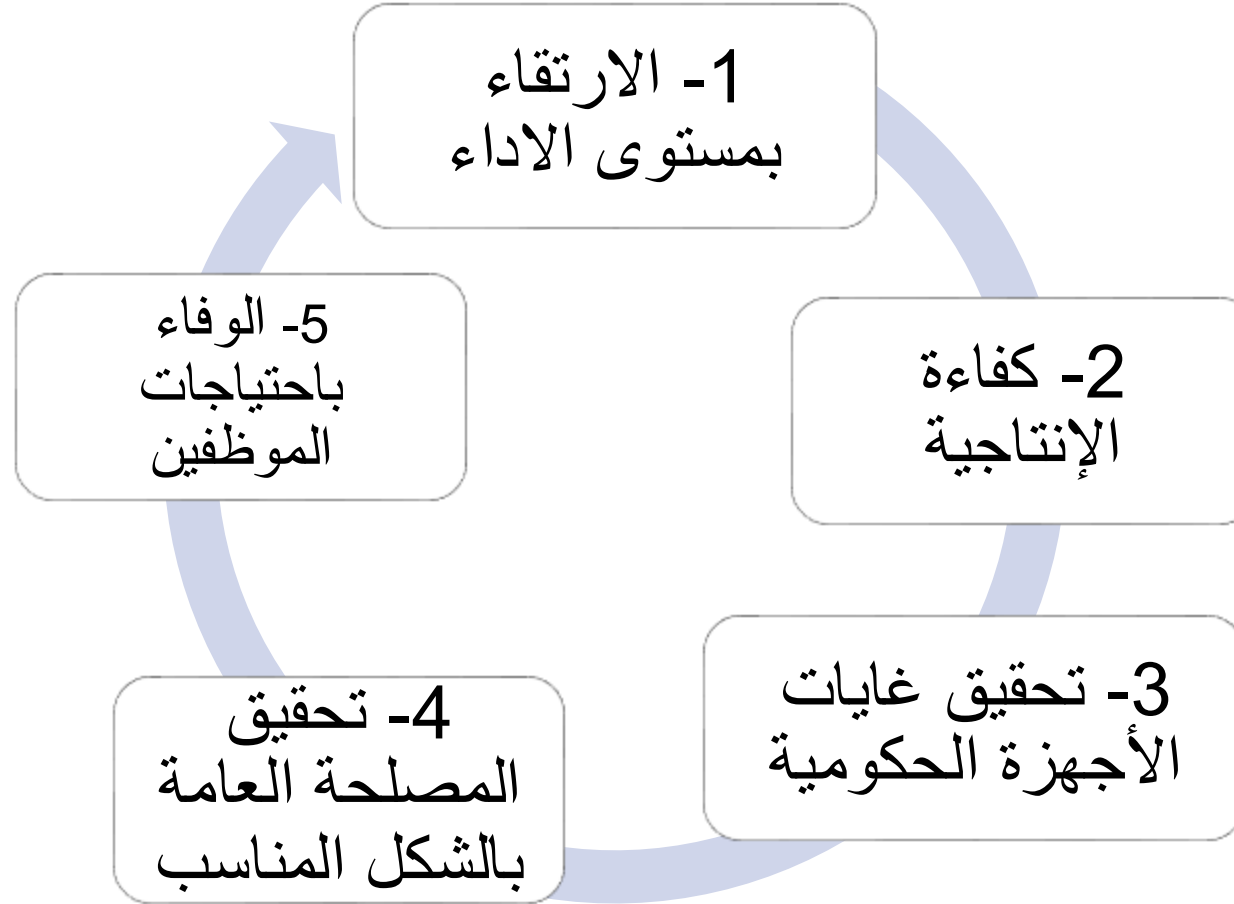 1- الارتقاء
بمستوى الاداء
2- كفاءة
الإنتاجية
3- تحقيق غايات
الأجهزة الحكومية
4- تحقيق
المصلحة العامة
بالشكل المناسب
5- الوفاء
باحتياجات
الموظفين